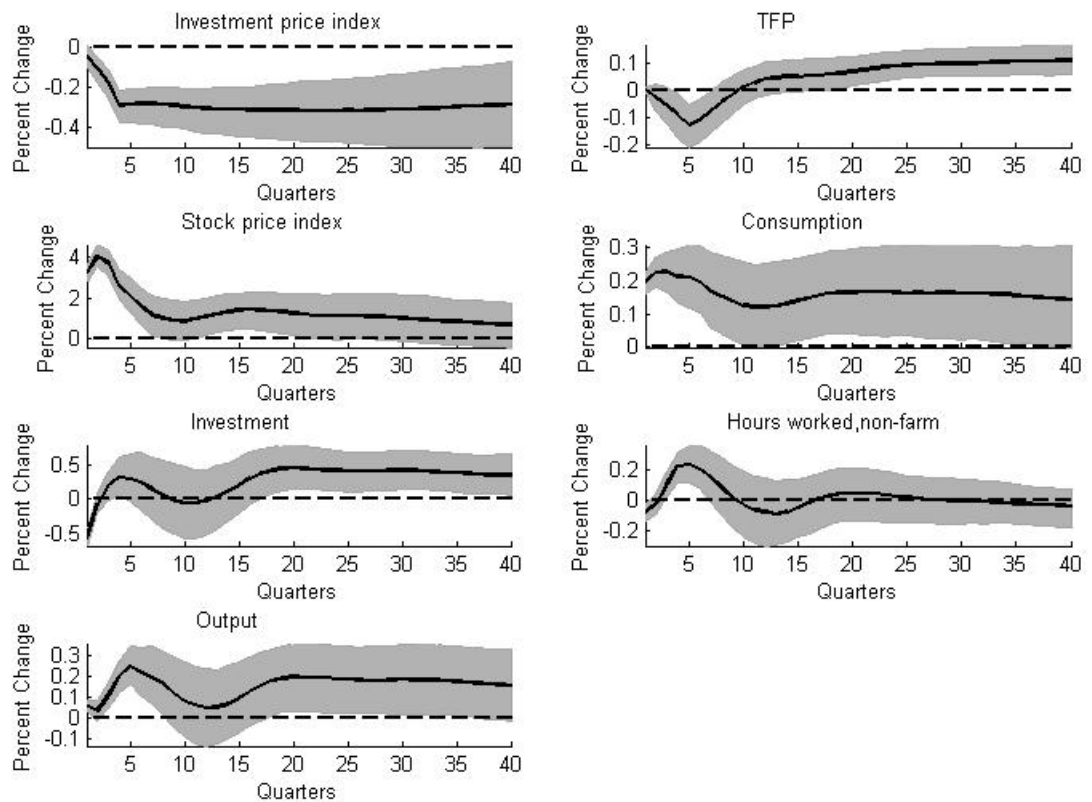 Investment price index
Percent Change
0
-0.2
-0.4
5 10 15 20 25 30 35 40
Quarters
TFP
Percent Change
0.1
0
-0.1
-0.2
5 10 15 20 25 30 35 40
Quarters
Stock price index
Percent Change
4
2
0
5 10 15 20 25 30 35 40
Quarters
Consumption
Percent Change
0.3
0.2
0.1
0
5 10 15 20 25 30 35 40
Quarters
Investment
Percent Change
0.5
0
-0.5
5 10 15 20 25 30 35 40
Quarters
Hours worked,non-farm
Percent Change
0.2
0
-0.2
5 10 15 20 25 30 35 40
Quarters
Output
Percent Change
0.3
0.2
0.1
0
-0.1
5 10 15 20 25 30 35 40
Quarters